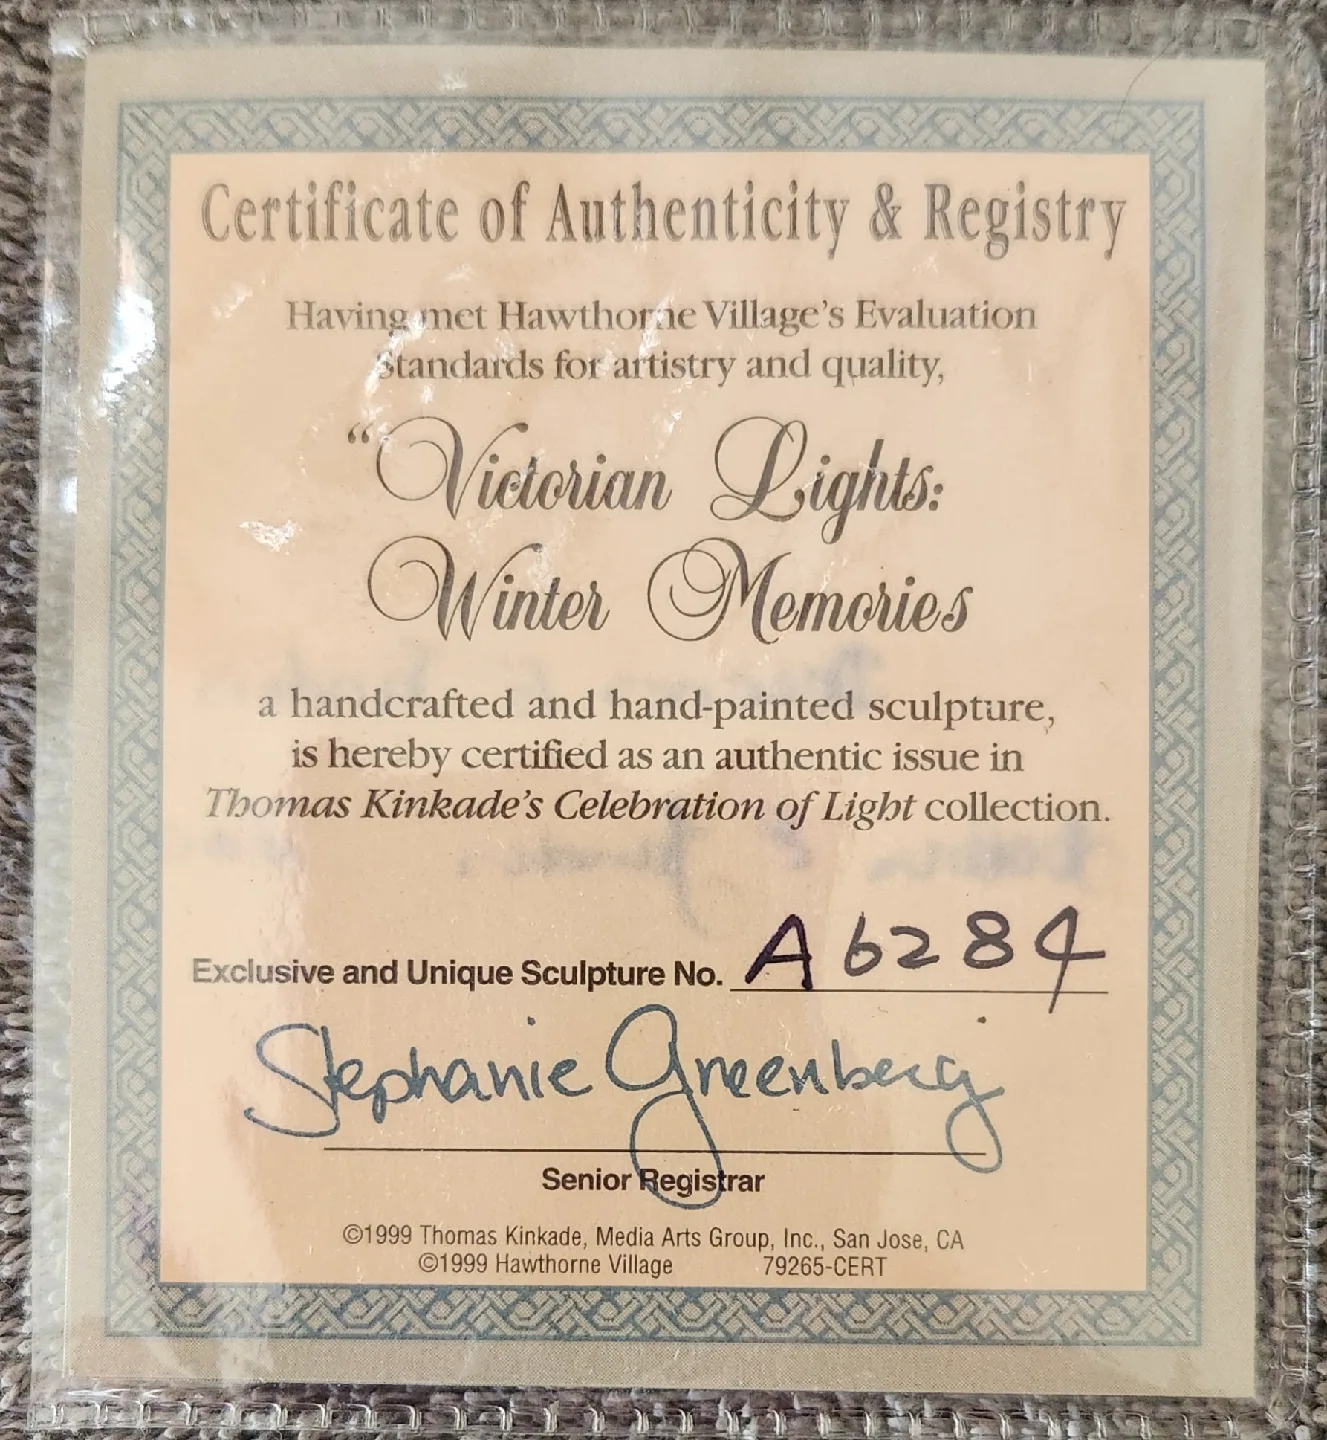 Certificate of Authenticity & Registry
Having met Hawthorne Village's Evaluation
Standards for artistry and quality,
"Victorian Lights:
Winter Memories
a handcrafted and hand-painted sculpture,
is hereby certified as an authentic issue in
Thomas Kinkade's Celebration of Light collection.
Exclusive and Unique Sculpture No. A6284
Stephanie Greenberg
Senior Registrar
©1999 Thomas Kinkade, Media Arts Group, Inc., San Jose, CA
©1999 Hawthorne Village 79265-CERT